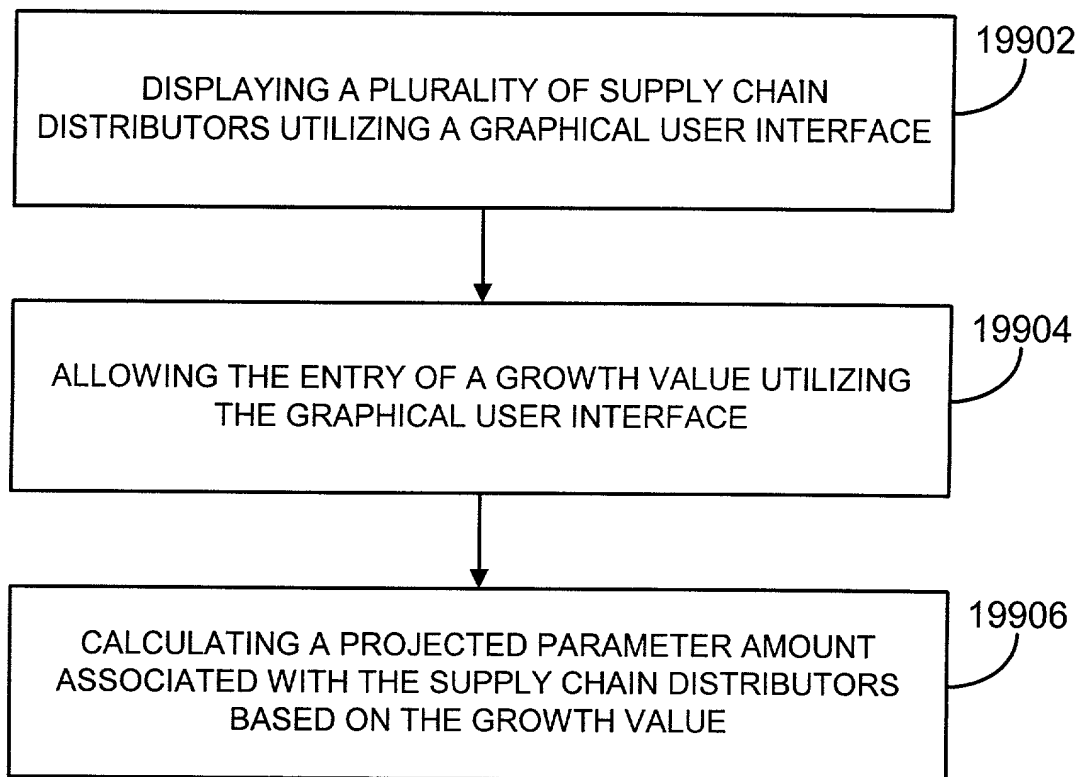 19902
DISPLAYING A PLURALITY OF SUPPLY CHAIN
DISTRIBUTORS UTILIZING A GRAPHICAL USER INTERFACE
19904
ALLOWING THE ENTRY OF A GROWTH VALUE UTILIZING
THE GRAPHICAL USER INTERFACE
19906
CALCULATING A PROJECTED PARAMETER AMOUNT
ASSOCIATED WITH THE SUPPLY CHAIN DISTRIBUTORS
BASED ON THE GROWTH VALUE